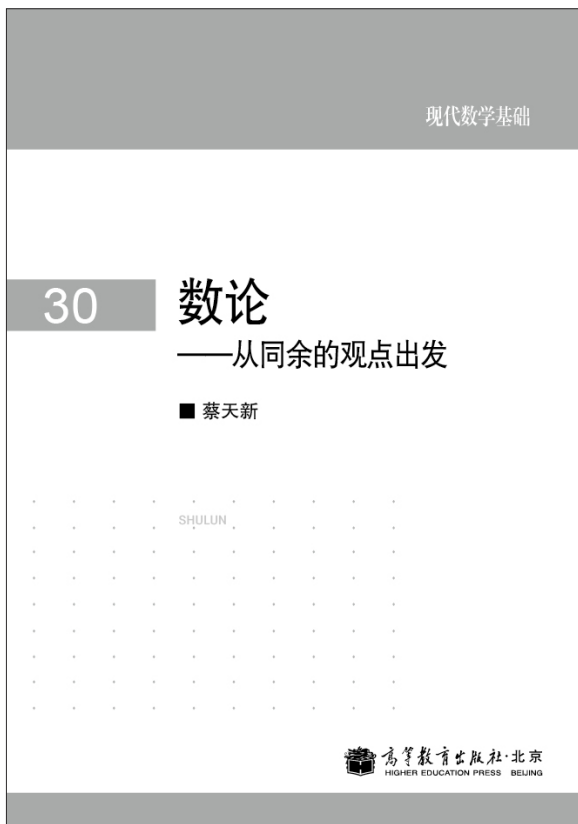 现代数学基础
30
数论
——从同余的观点出发
■ 蔡天新
SHULUN
高等教育出版社·北京
HIGHER EDUCATION PRESS BEIJING